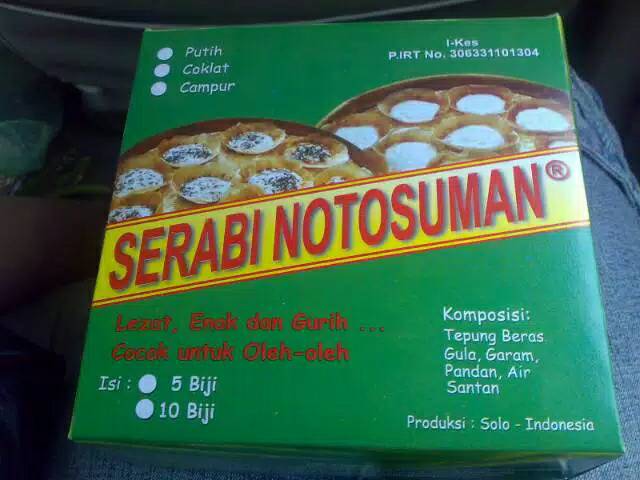 Putih
Coklat
Campur
I-Kes
P.IRT No. 306331101304
SERABI NOTOSUMAN®
Lezat, Enak dan Gurih ...
Cocok untuk Oleh-oleh
Isi : 5 Biji
10 Biji
Komposisi:
Tepung Beras
Gula, Garam,
Pandan, Air
Santan
Produksi : Solo - Indonesia